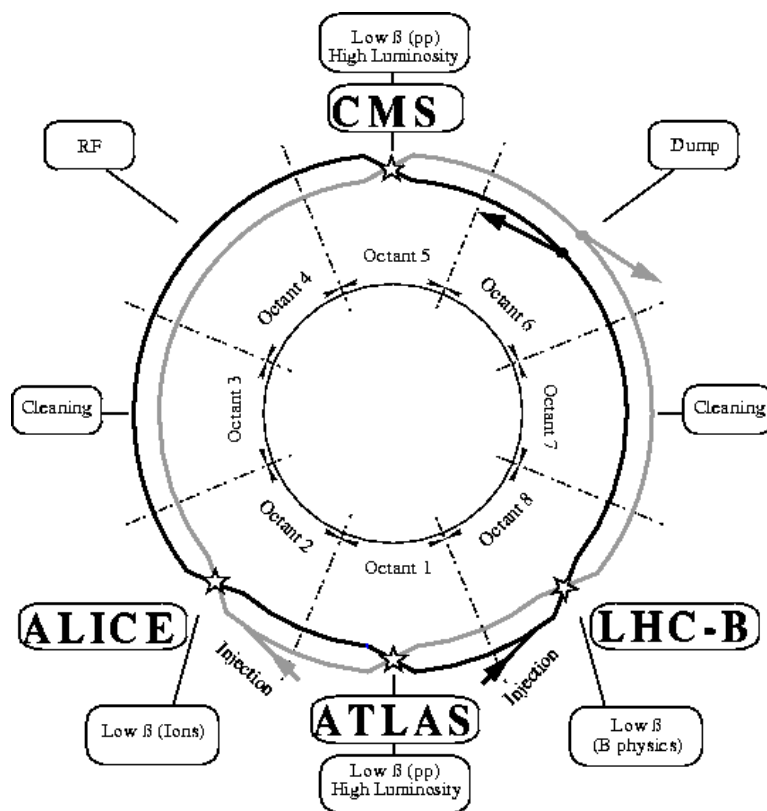 Low ß (pp)
High Luminosity
CMS
RF
Dump
Octant 5
Octant 4
Octant 6
Cleaning
Octant 3
Octant 7
Cleaning
Octant 2
Octant 8
Octant 1
ALICE
LHC-B
Injection
Injection
Low ß (Ions)
ATLAS
Low ß
(B physics)
Low ß (pp)
High Luminosity